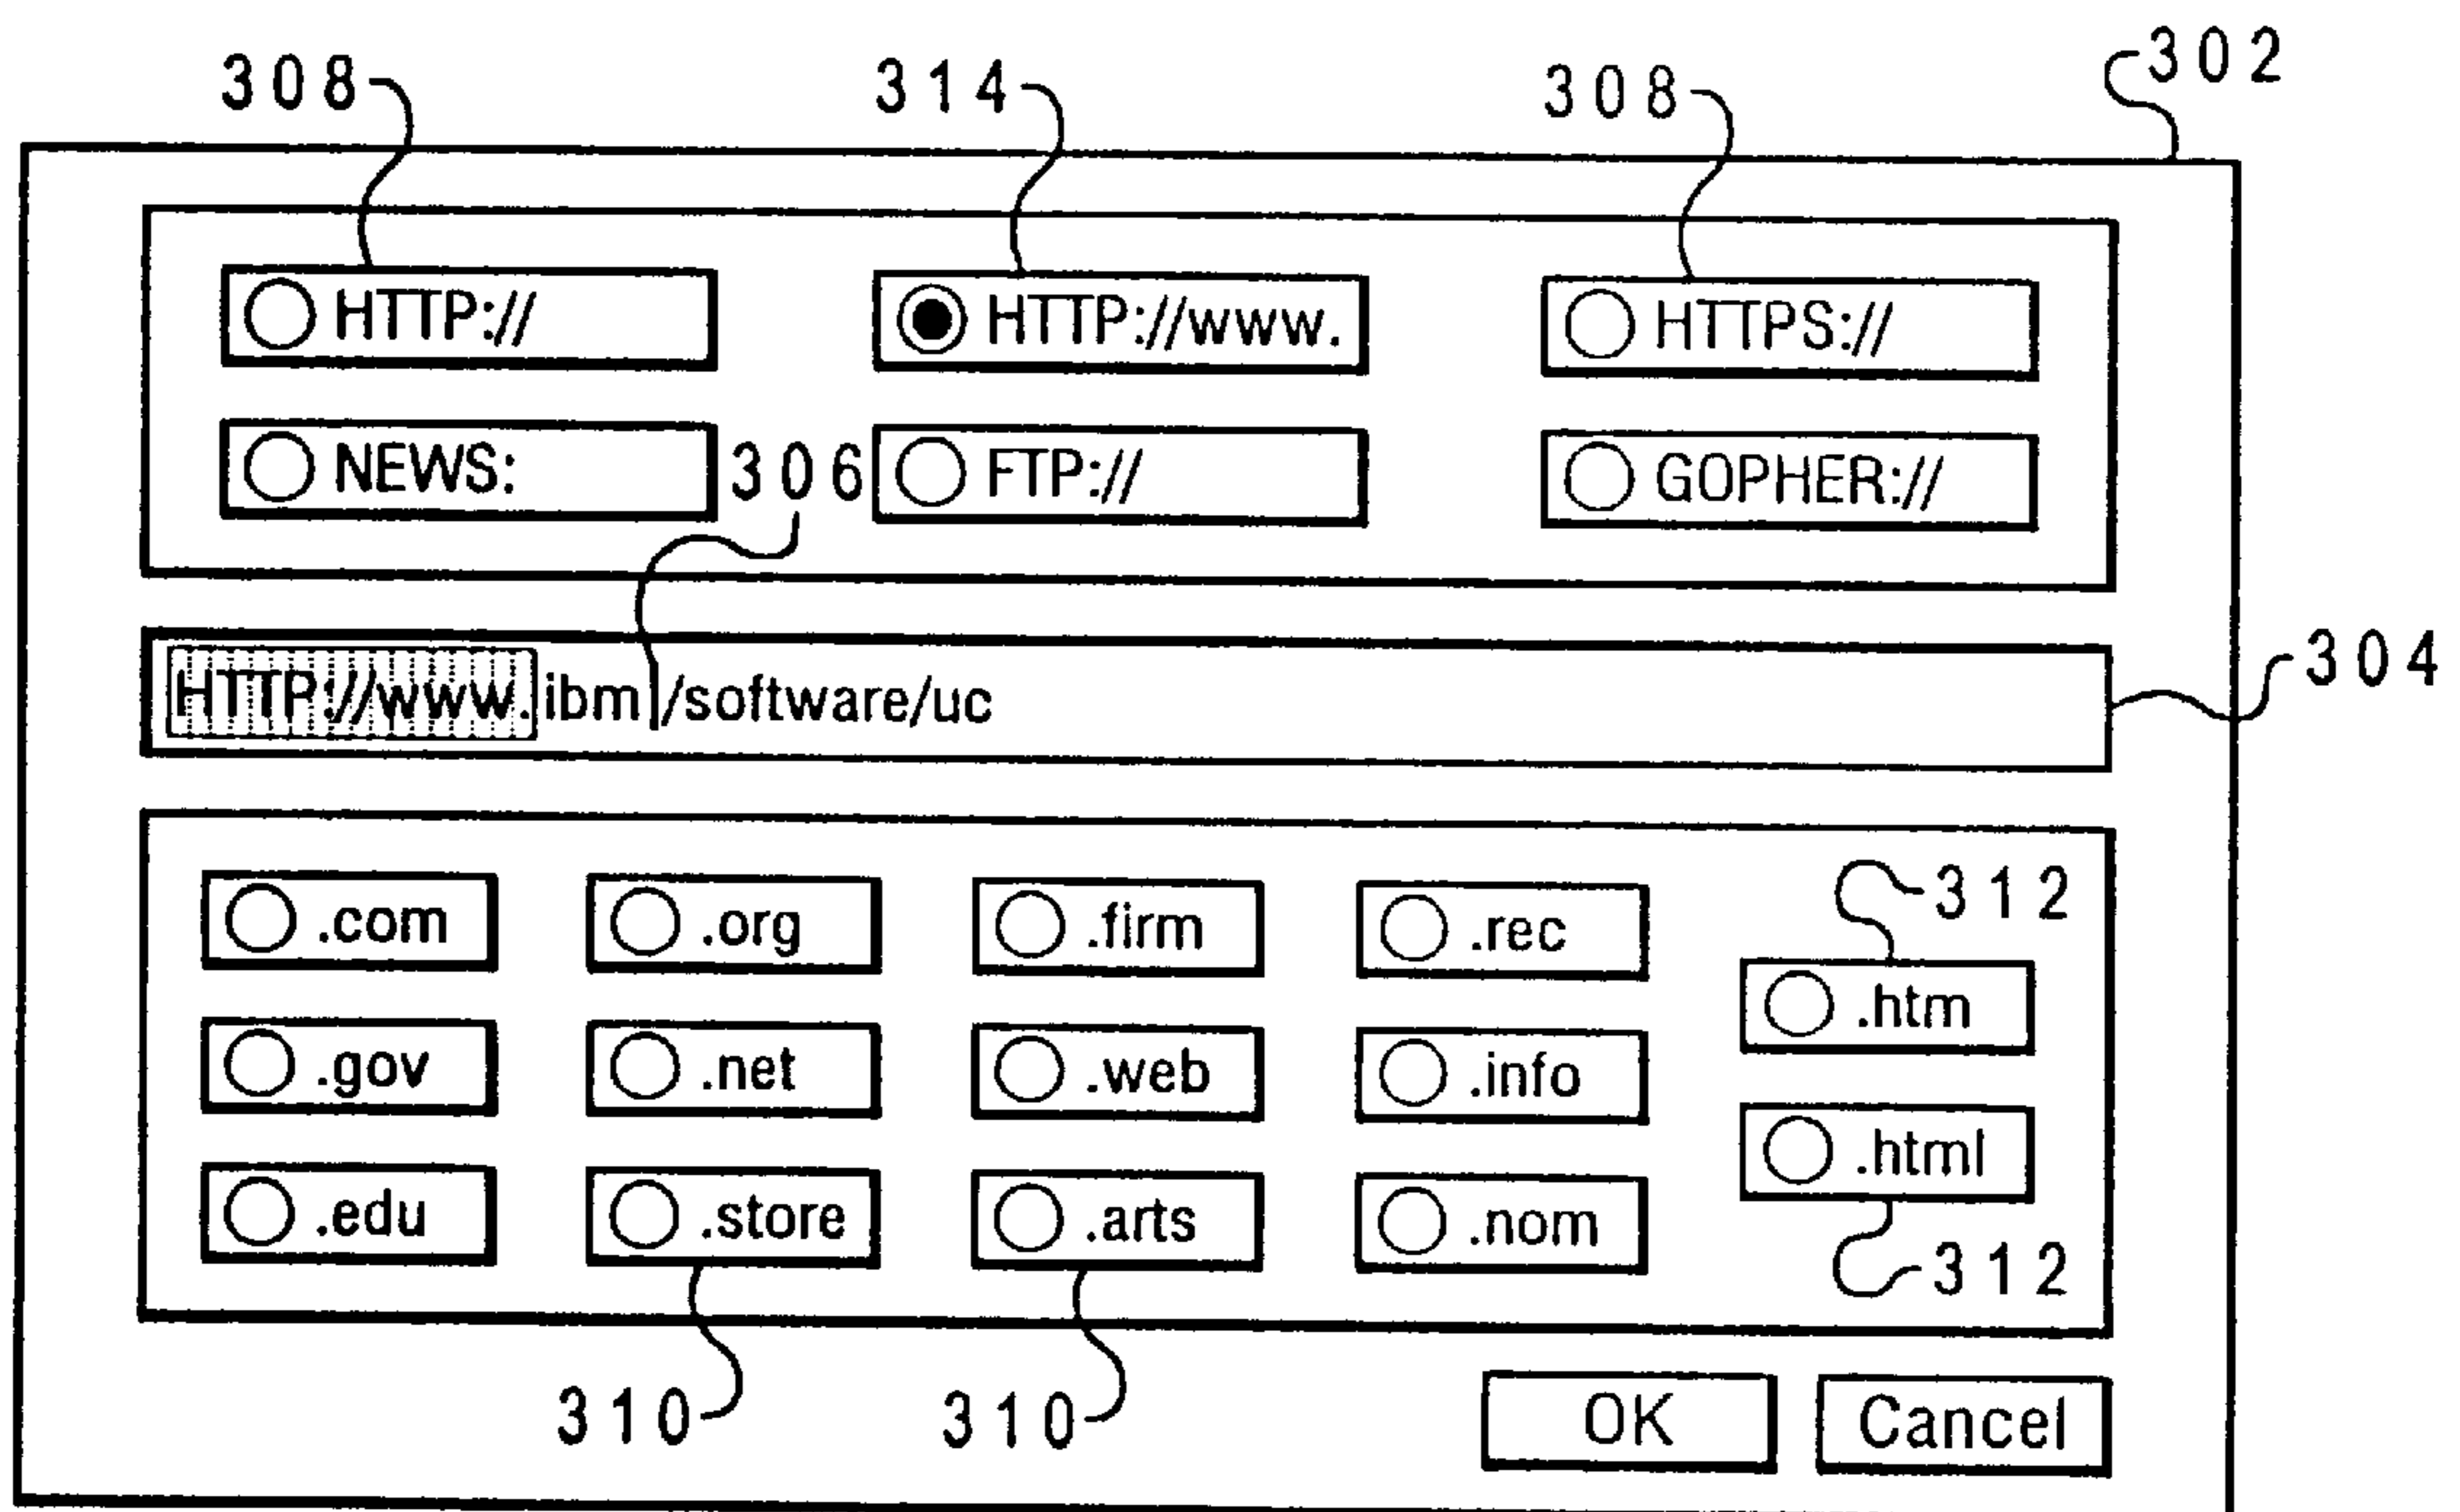 302
308 314 308
HTTP:// HTTP://www. HTTPS://
NEWS: 306 FTP:// GOPHER://
HTTP://www.ibm /software/uc 304
.com .org .firm .rec 312
.htm
.gov .net .web .info
.html
.edu .store .arts .nom
312
310 310 OK Cancel